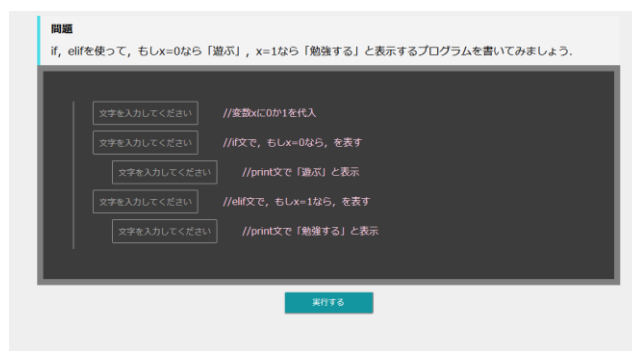 問題
if, elifを使って, もしx=0なら「遊ぶ」, x=1なら「勉強する」と表示するプログラムを書いてみましょう.
文字を入力してください //変数xに0か1を代入
文字を入力してください //if文で, もしx=0なら, を表す
文字を入力してください //print文で「遊ぶ」と表示
文字を入力してください //elif文で, もしx=1なら, を表す
文字を入力してください //print文で「勉強する」と表示
実行する